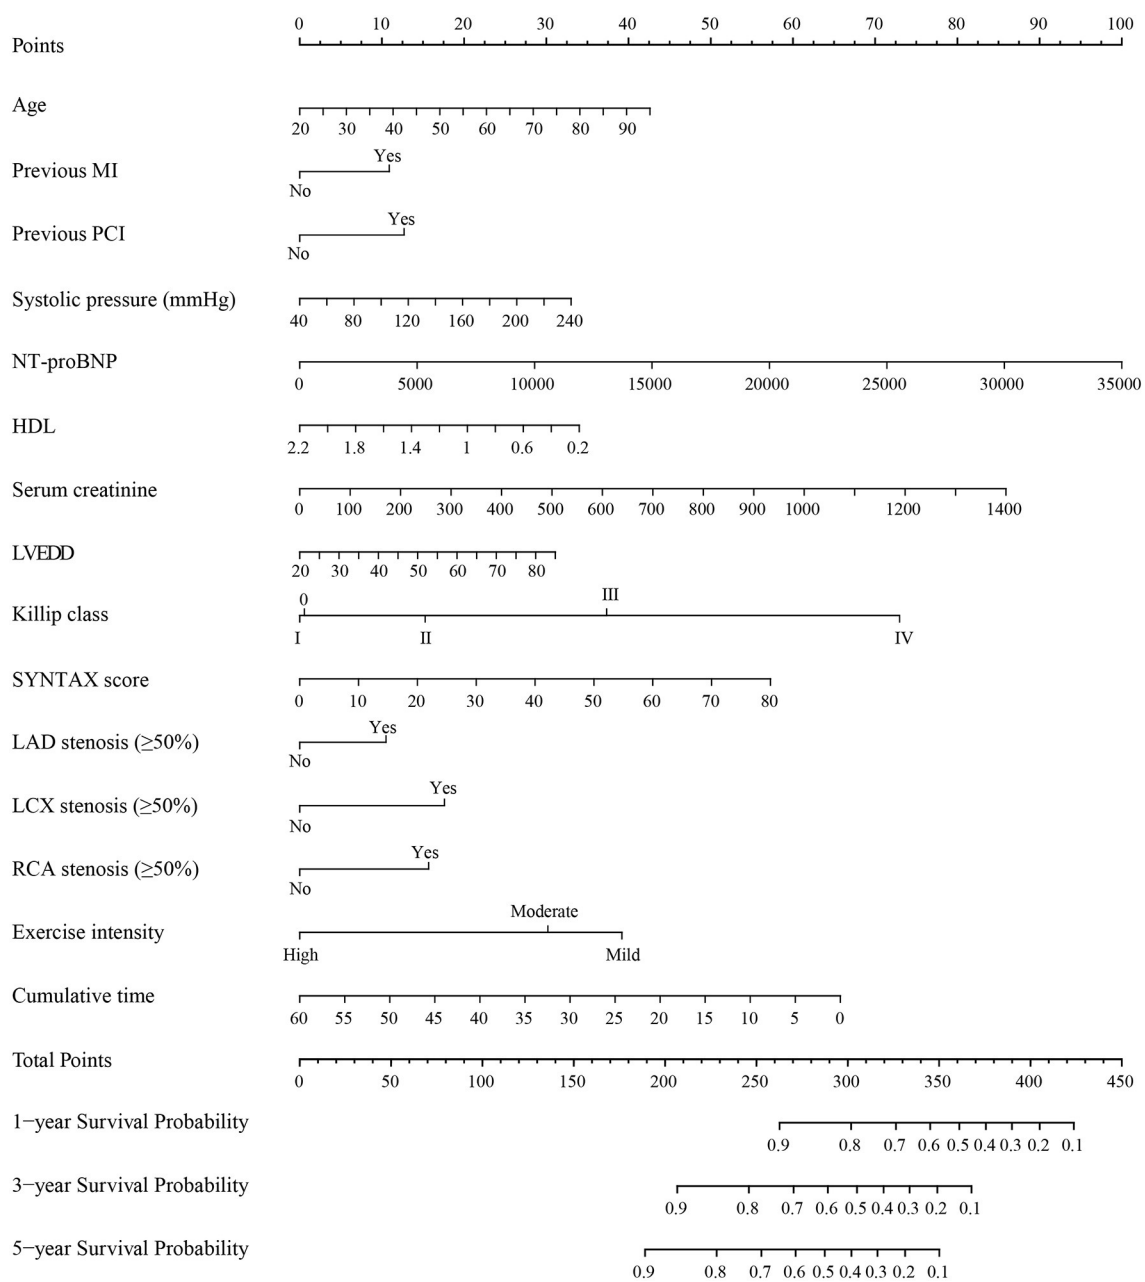 0 10 20 30 40 50 60 70 80 90 100
Points
Age
20 30 40 50 60 70 80 90
Yes
Previous MI
No
Yes
Previous PCI
No
Systolic pressure (mmHg)
40 80 120 160 200 240
NT-proBNP
0 5000 10000 15000 20000 25000 30000 35000
HDL
2.2 1.8 1.4 1 0.6 0.2
Serum creatinine
0 100 200 300 400 500 600 700 800 900 1000 1200 1400
LVEDD
20 30 40 50 60 70 80
0 III
Killip class
I II IV
SYNTAX score
0 10 20 30 40 50 60 70 80
Yes
LAD stenosis (≥50%)
No
Yes
LCX stenosis (≥50%)
No
Yes
RCA stenosis (≥50%)
No
Moderate
Exercise intensity
High Mild
Cumulative time
60 55 50 45 40 35 30 25 20 15 10 5 0
Total Points
0 50 100 150 200 250 300 350 400 450
1−year Survival Probability
0.9 0.8 0.7 0.6 0.5 0.4 0.3 0.2 0.1
3−year Survival Probability
0.9 0.8 0.7 0.6 0.5 0.4 0.3 0.2 0.1
5−year Survival Probability
0.9 0.8 0.7 0.6 0.5 0.4 0.3 0.2 0.1